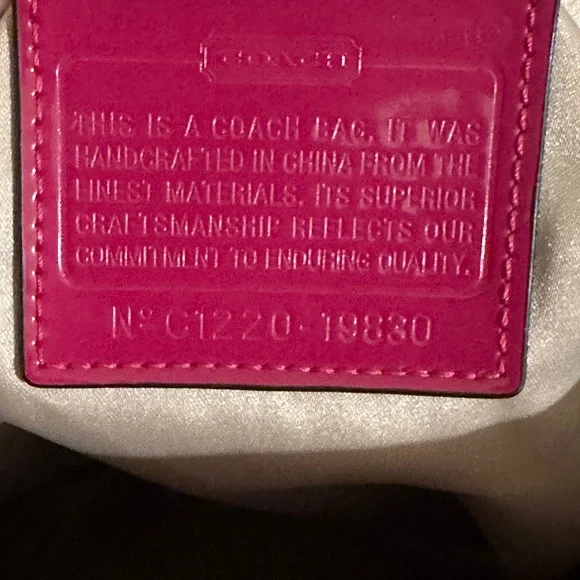 COACH
THIS IS A COACH BAG. IT WAS
HANDCRAFTED IN CHINA FROM THE
FINEST MATERIALS. ITS SUPERIOR
CRAFTSMANSHIP REFLECTS OUR
COMMITMENT TO ENDURING QUALITY.
Nº C1220-19830